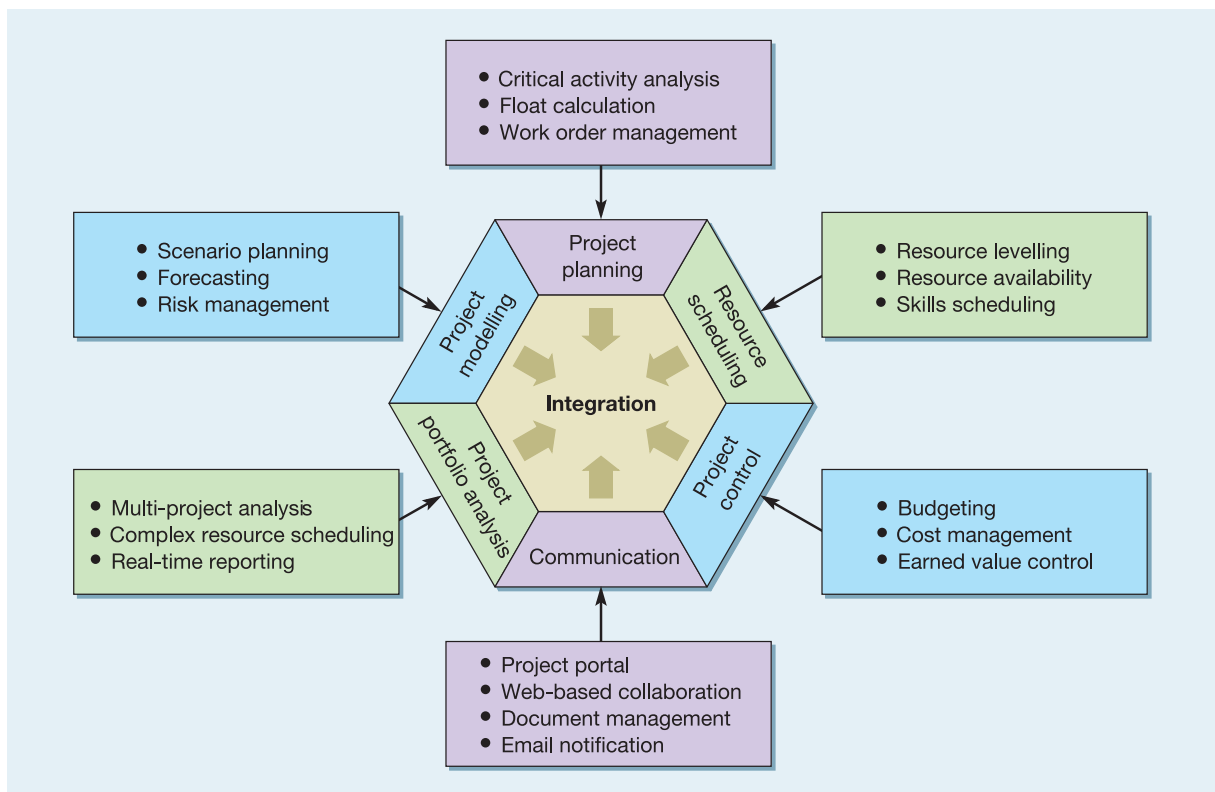 • Critical activity analysis
• Float calculation
• Work order management
• Scenario planning
• Forecasting
• Risk management
Project
planning
• Resource levelling
• Resource availability
• Skills scheduling
Project
modelling
Resource
scheduling
Integration
Project
portfolio analysis
Project
control
• Multi-project analysis
• Complex resource scheduling
• Real-time reporting
Communication
• Budgeting
• Cost management
• Earned value control
• Project portal
• Web-based collaboration
• Document management
• Email notification